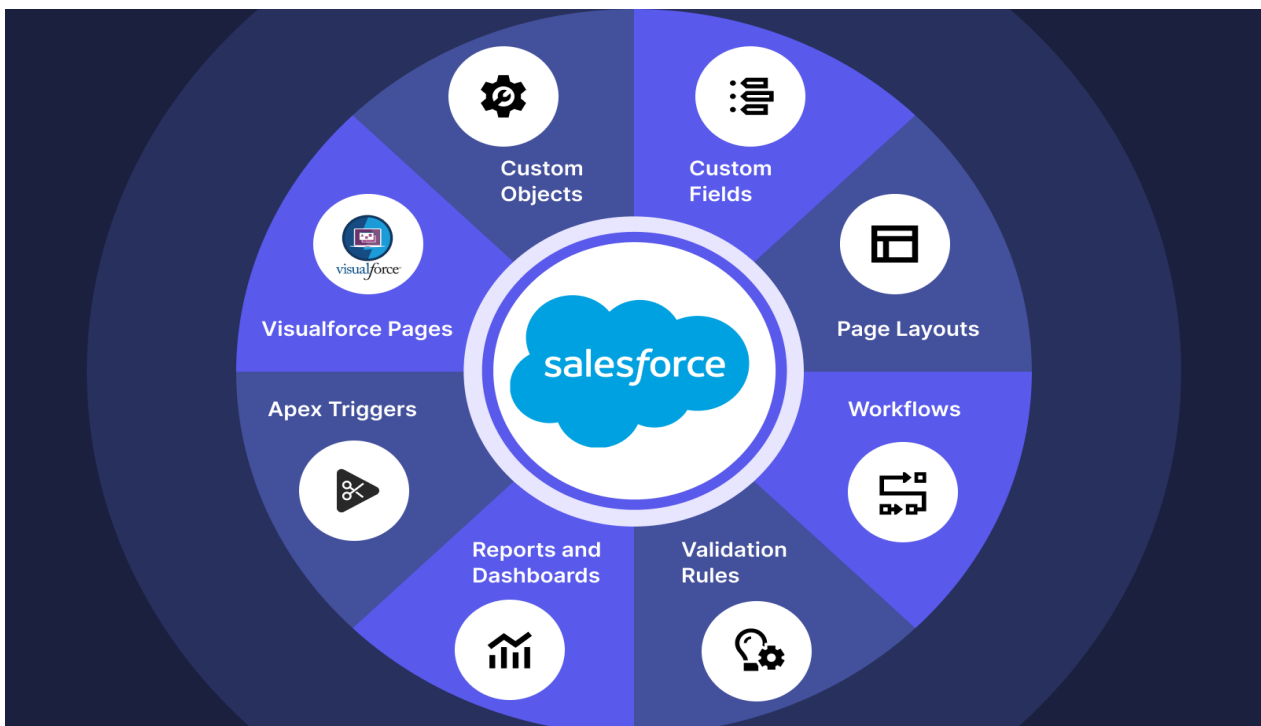 Custom
Objects
Custom
Fields
visualforce
Visualforce Pages
Page Layouts
salesforce
Apex Triggers
Workflows
Reports and
Dashboards
Validation
Rules